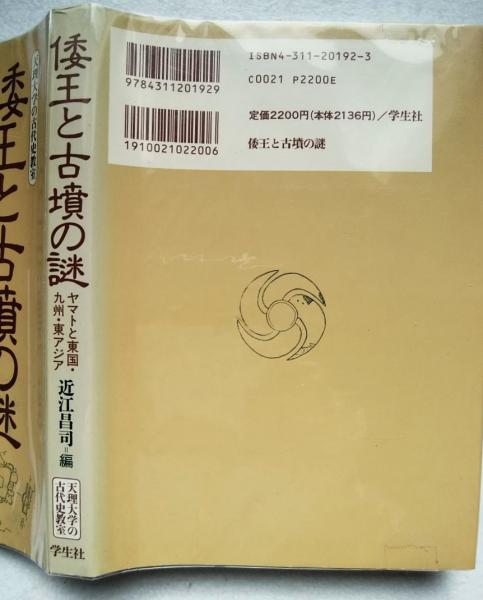 天理大学の古代史教室
倭王と古墳の謎
倭王と古墳の謎
ヤマトと東国・
九州・東アジア
近江昌司=編
天理大学の
古代史教室
学生社
9784311201929
1910021022006
ISBN4-311-20192-3
C0021 P2200E
定価2200円(本体2136円)/学生社
倭王と古墳の謎